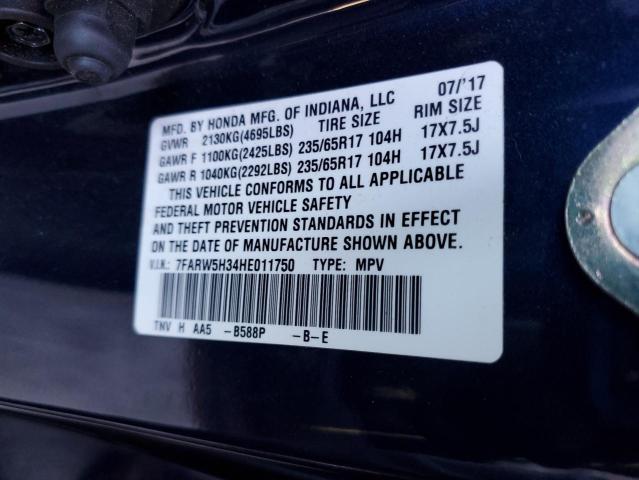 MFD. BY HONDA MFG. OF INDIANA, LLC 07/'17
GVWR 2130KG(4695LBS) TIRE SIZE RIM SIZE
GAWR F 1100KG(2425LBS) 235/65R17 104H 17X7.5J
GAWR R 1040KG(2292LBS) 235/65R17 104H 17X7.5J
THIS VEHICLE CONFORMS TO ALL APPLICABLE
FEDERAL MOTOR VEHICLE SAFETY
AND THEFT PREVENTION STANDARDS IN EFFECT
ON THE DATE OF MANUFACTURE SHOWN ABOVE.
V.I.N.: 7FARW5H34HE011750 TYPE: MPV
TNV H AA5 -B588P -B-E